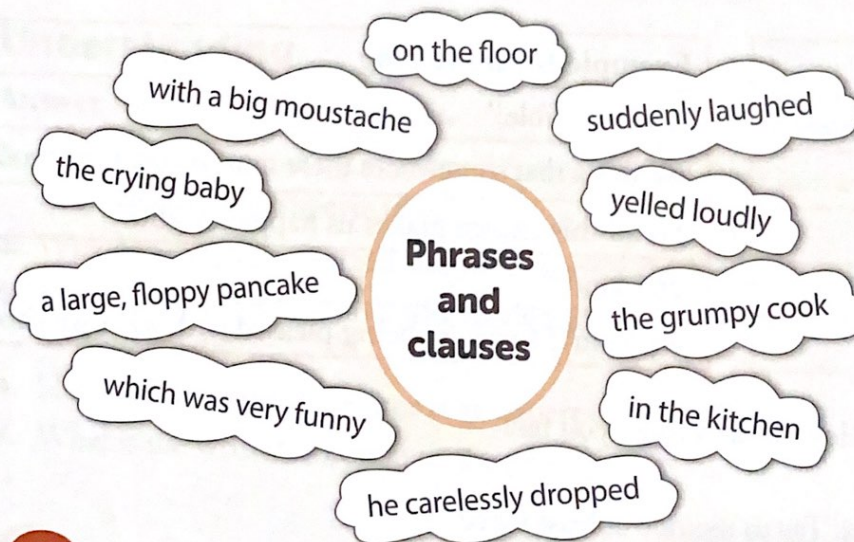 on the floor
with a big moustache
suddenly laughed
the crying baby
yelled loudly
Phrases
and
clauses
a large, floppy pancake
the grumpy cook
which was very funny
in the kitchen
he carelessly dropped